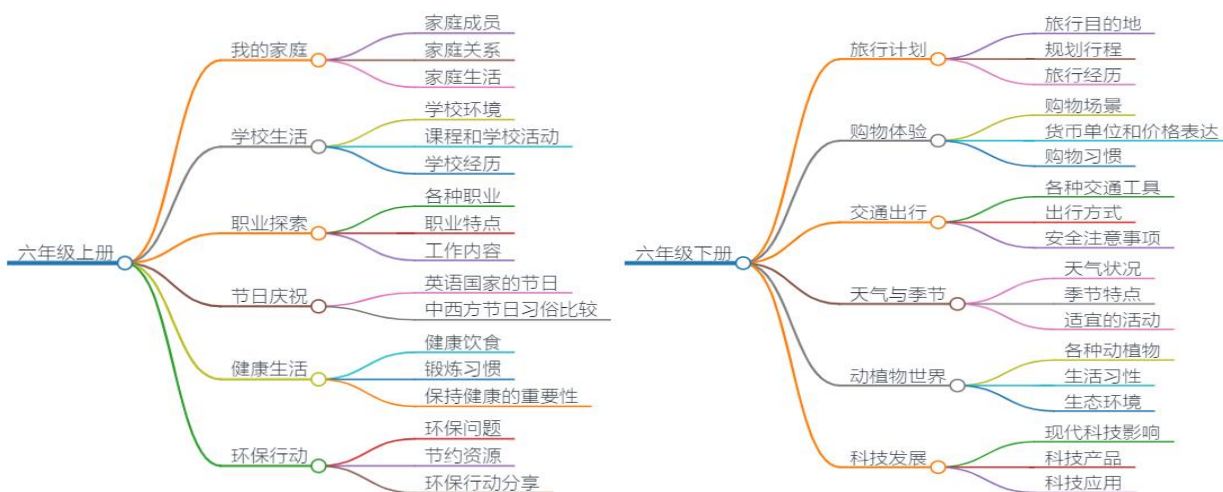 六年级上册
我的家庭
家庭成员
家庭关系
家庭生活
学校生活
学校环境
课程和学校活动
学校经历
职业探索
各种职业
职业特点
工作内容
节日庆祝
英语国家的节日
中西方节日习俗比较
健康生活
健康饮食
锻炼习惯
保持健康的重要性
环保行动
环保问题
节约资源
环保行动分享
六年级下册
旅行计划
旅行目的地
规划行程
旅行经历
购物体验
购物场景
货币单位和价格表达
购物习惯
交通出行
各种交通工具
出行方式
安全注意事项
天气与季节
天气状况
季节特点
适宜的活动
动植物世界
各种动植物
生活习性
生态环境
科技发展
现代科技影响
科技产品
科技应用